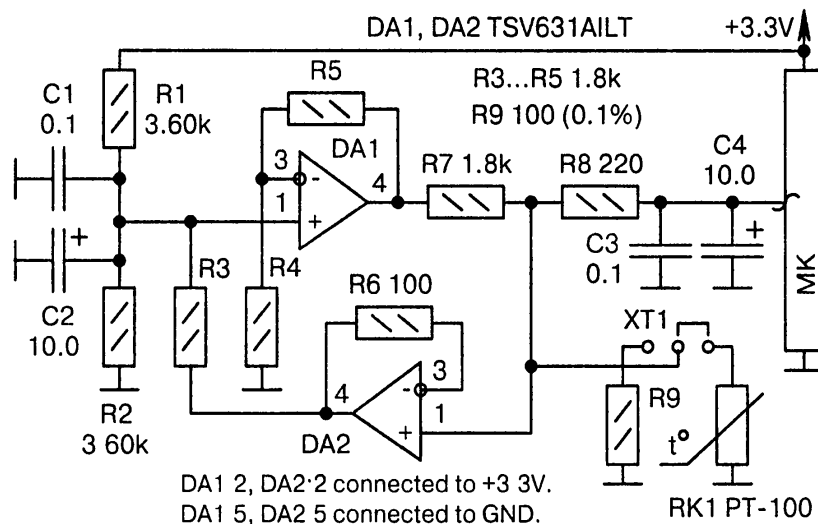 DA1, DA2 TSV631AILT
+3.3V
R5
R3...R5 1.8k
R9 100 (0.1%)
C1
0.1
R1
3.60k
DA1
3
-
1
+
4
R7 1.8k
R8 220
C4
10.0
+
C3
0.1
MK
+
C2
10.0
R3
R4
R6 100
XT1
R2
3 60k
4
3
-
1
+
DA2
R9
t°
RK1 PT-100
DA1 2, DA2·2 connected to +3 3V.
DA1 5, DA2 5 connected to GND.